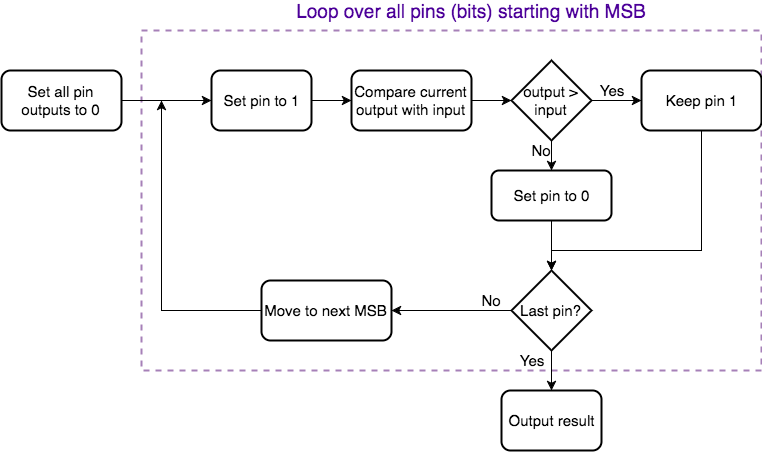 Loop over all pins (bits) starting with MSB
Set all pin
outputs to 0
Set pin to 1
Compare current
output with input
output >
input
Yes
Keep pin 1
No
Set pin to 0
Last pin?
No
Move to next MSB
Yes
Output result